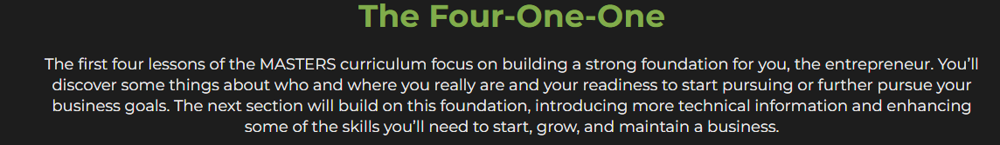 The Four-One-One
The first four lessons of the MASTERS curriculum focus on building a strong foundation for you, the entrepreneur. You'll
discover some things about who and where you really are and your readiness to start pursuing or further pursue your
business goals. The next section will build on this foundation, introducing more technical information and enhancing
some of the skills you'll need to start, grow, and maintain a business.